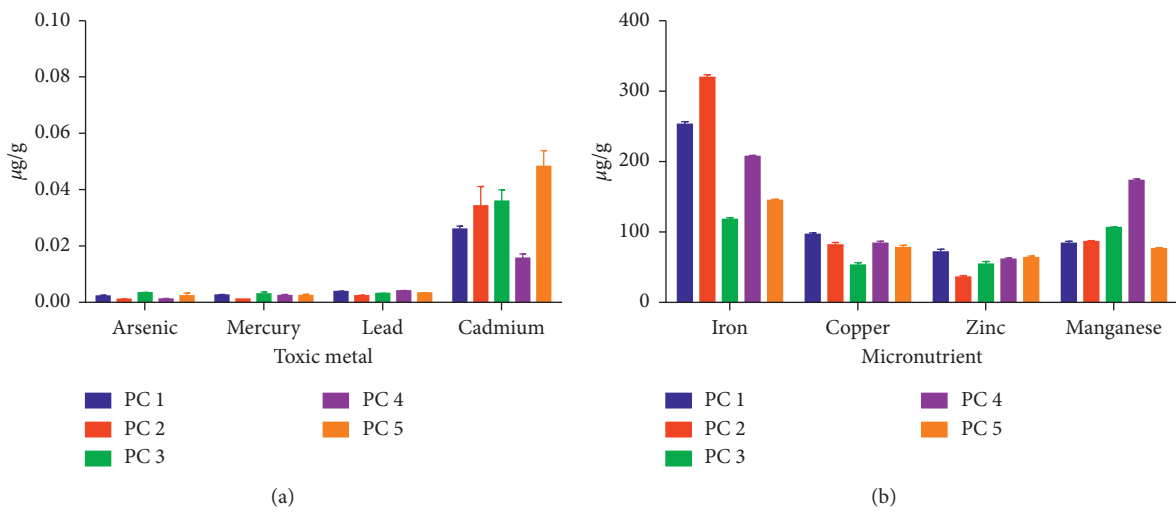 0.10
0.08
0.06
0.04
0.02
0.00
µg/g
Arsenic Mercury Lead Cadmium
Toxic metal
PC 1
PC 2
PC 3
PC 4
PC 5
(a)
400
300
200
100
0
µg/g
Iron Copper Zinc Manganese
Micronutrient
PC 1
PC 2
PC 3
PC 4
PC 5
(b)